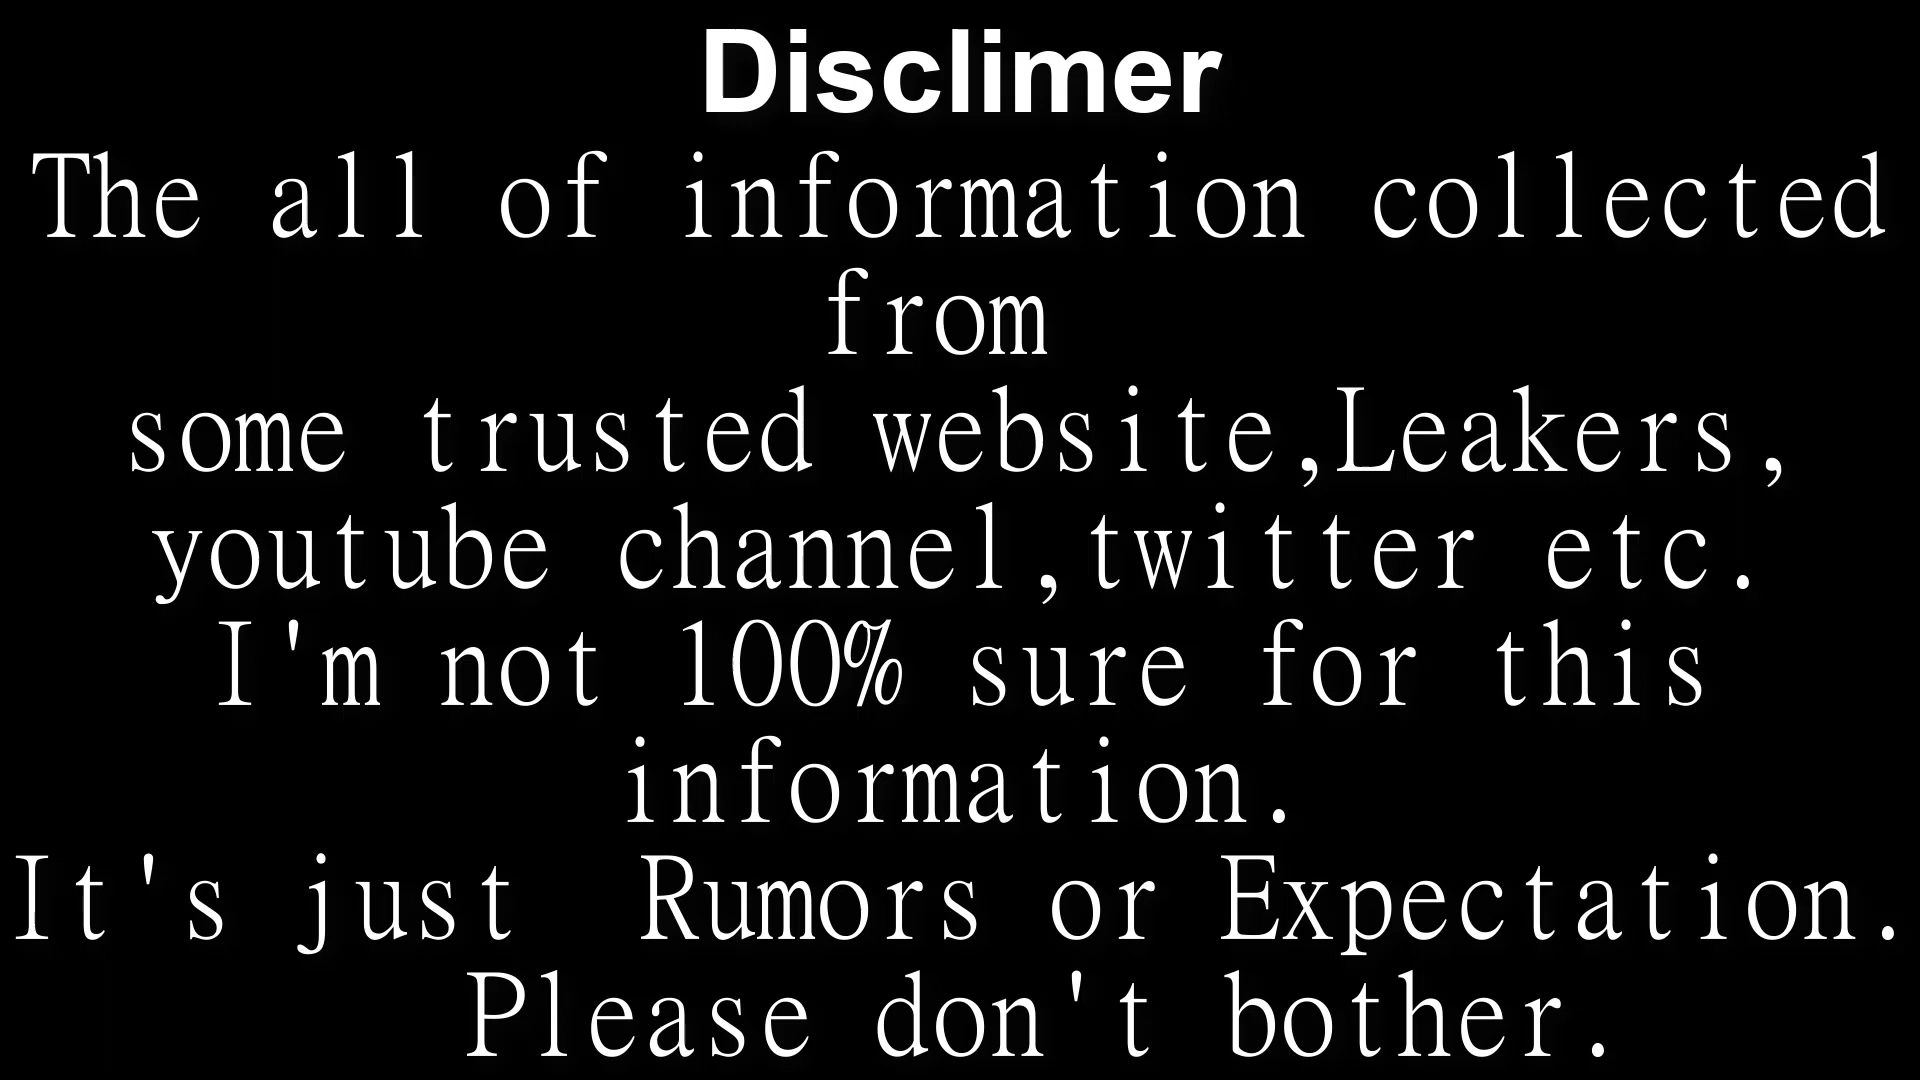 Disclimer
The all of information collected
from
some trusted website,Leakers,
youtube channel,twitter etc.
I'm not 100% sure for this
information.
It's just  Rumors or Expectation.
Please don't bother.